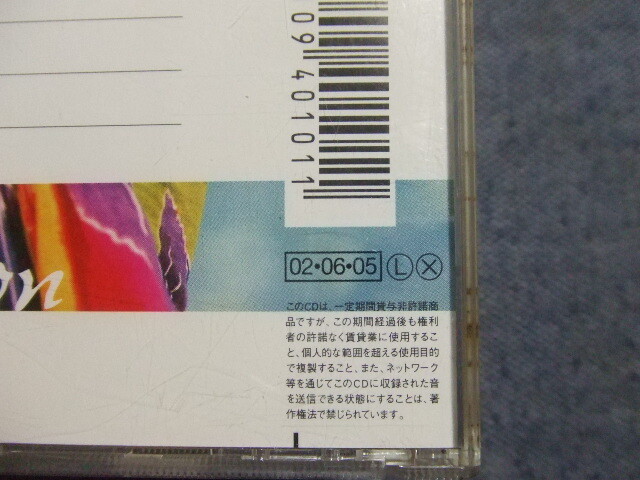 09 401011
on
02•06•05 Ⓛ Ⓧ
このCDは、一定期間貸与非許諾商
品ですが、この期間経過後も権利
者の許諾なく賃貸業に使用するこ
と、個人的な範囲を超える使用目的
で複製すること、また、ネットワーク
等を通じてこのCDに収録された音
を送信できる状態にすることは、著
作権法で禁じられています。